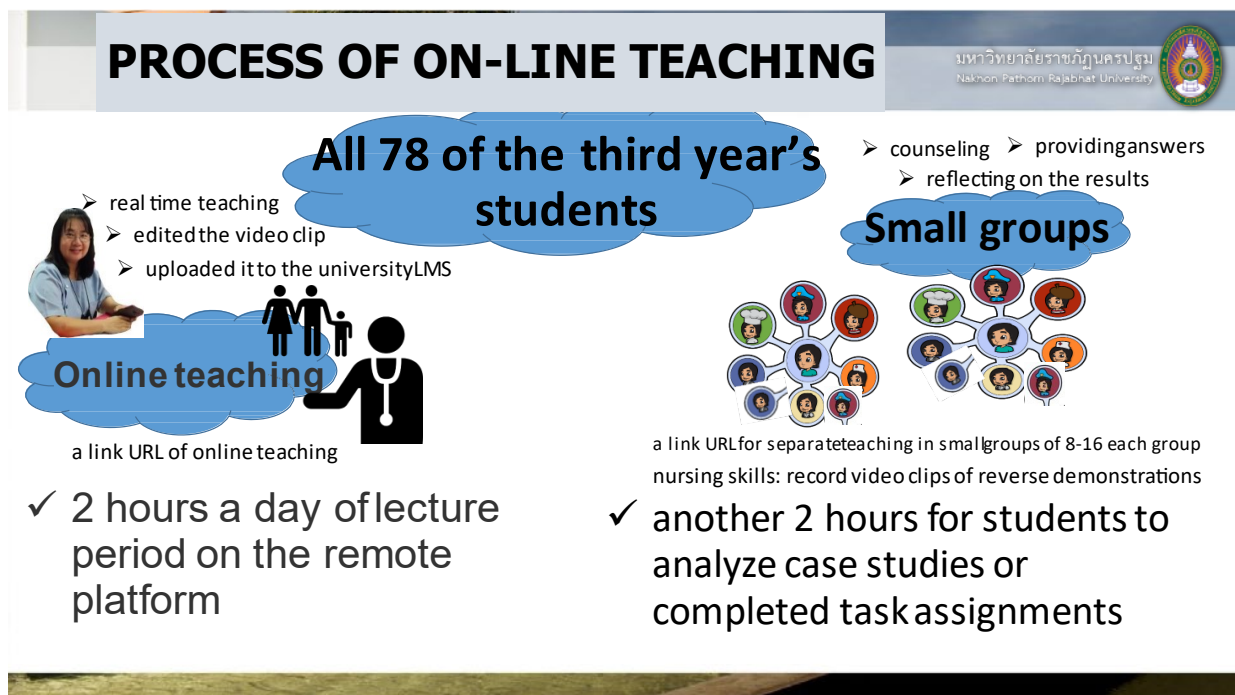 PROCESS OF ON-LINE TEACHING
มหาวิทยาลัยราชภัฏนครปฐม
Nakhon Pathom Rajabhat University
All 78 of the third year’s
students
➢ real time teaching
➢ edited the video clip
➢ uploaded it to the university LMS
Online teaching
a link URL of online teaching
✓ 2 hours a day of lecture
period on the remote
platform
➢ counseling ➢ providing answers
➢ reflecting on the results
Small groups
a link URL for separate teaching in small groups of 8-16 each group
nursing skills: record video clips of reverse demonstrations
✓ another 2 hours for students to
analyze case studies or
completed task assignments